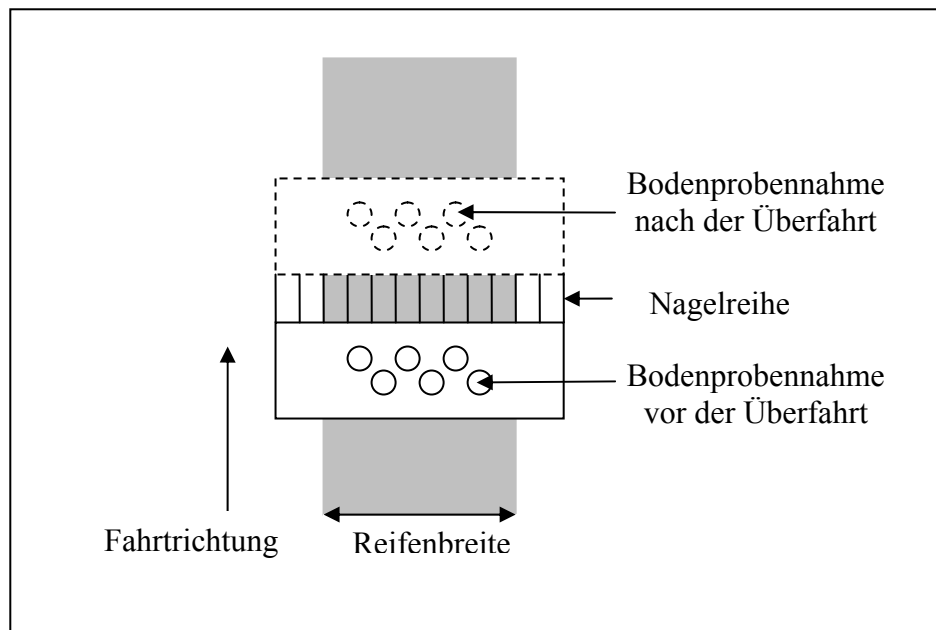 Bodenprobennahme
nach der Überfahrt
Nagelreihe
Bodenprobennahme
vor der Überfahrt
Fahrtrichtung
Reifenbreite